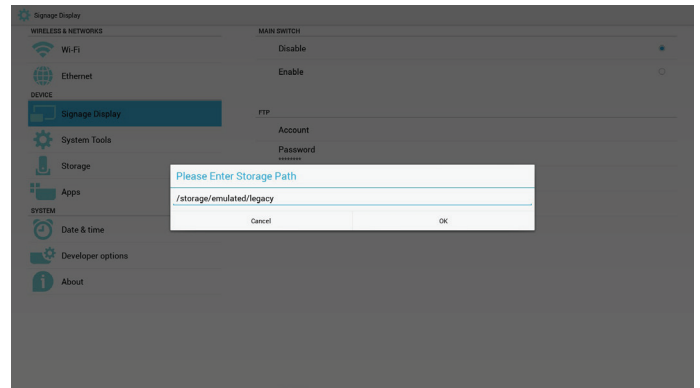 Signage Display
WIRELESS & NETWORKS
Wi-Fi
Ethernet
DEVICE
Signage Display
System Tools
Storage
Apps
SYSTEM
Date & time
Developer options
About
MAIN SWITCH
Disable
Enable
FTP
Account
Password
********
Please Enter Storage Path
/storage/emulated/legacy
Cancel
OK